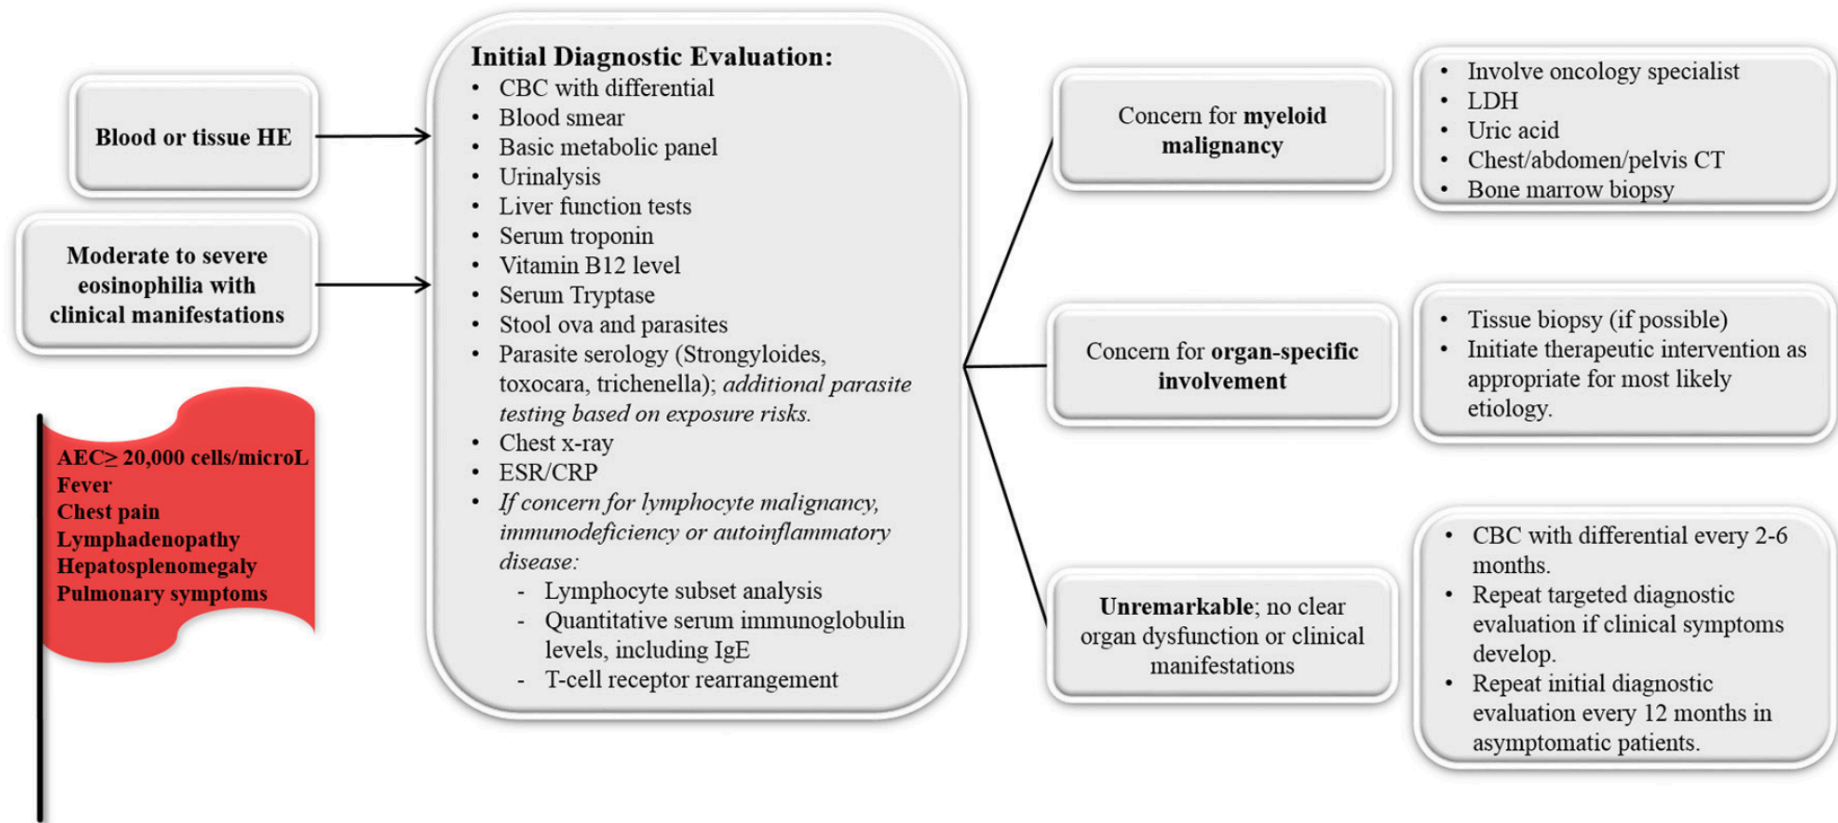 Blood or tissue HE
Moderate to severe
eosinophilia with
clinical manifestations
AEC≥ 20,000 cells/microL
Fever
Chest pain
Lymphadenopathy
Hepatosplenomegaly
Pulmonary symptoms
Initial Diagnostic Evaluation:
• CBC with differential
• Blood smear
• Basic metabolic panel
• Urinalysis
• Liver function tests
• Serum troponin
• Vitamin B12 level
• Serum Tryptase
• Stool ova and parasites
• Parasite serology (Strongyloides,
toxocara, trichenella); additional parasite
testing based on exposure risks.
• Chest x-ray
• ESR/CRP
• If concern for lymphocyte malignancy,
immunodeficiency or autoinflammatory
disease:
- Lymphocyte subset analysis
- Quantitative serum immunoglobulin
levels, including IgE
- T-cell receptor rearrangement
Concern for myeloid
malignancy
• Involve oncology specialist
• LDH
• Uric acid
• Chest/abdomen/pelvis CT
• Bone marrow biopsy
Concern for organ-specific
involvement
• Tissue biopsy (if possible)
• Initiate therapeutic intervention as
appropriate for most likely
etiology.
Unremarkable; no clear
organ dysfunction or clinical
manifestations
• CBC with differential every 2-6
months.
• Repeat targeted diagnostic
evaluation if clinical symptoms
develop.
• Repeat initial diagnostic
evaluation every 12 months in
asymptomatic patients.